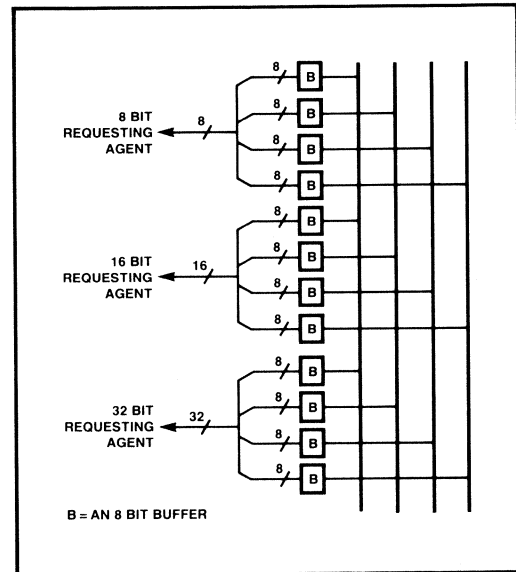 8 B
8 BIT
REQUESTING
AGENT
8
8 B
8 B
8 B
8 B
16 BIT
REQUESTING
AGENT
16
8 B
8 B
8 B
8 B
32 BIT
REQUESTING
AGENT
32
8 B
8 B
8 B
B = AN 8 BIT BUFFER